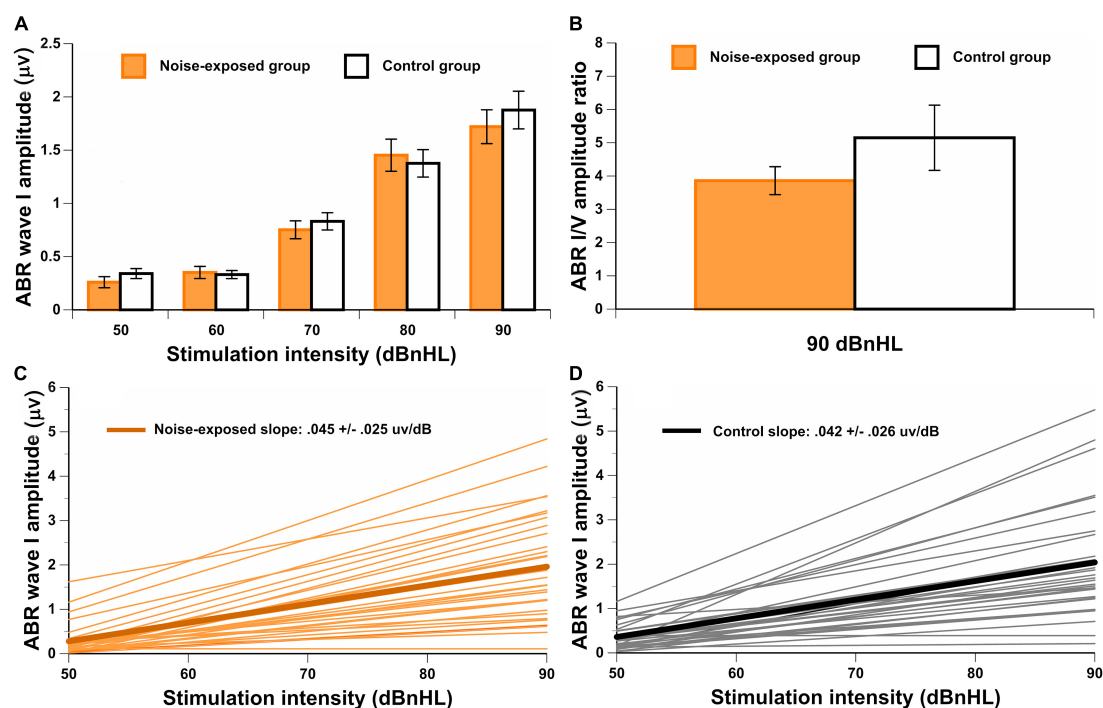 A
ABR wave I amplitude (μv)
2.5
2
1.5
1
0.5
0
Noise-exposed group
Control group
50 60 70 80 90
Stimulation intensity (dBnHL)
B
ABR I/V amplitude ratio
8
7
6
5
4
3
2
1
0
Noise-exposed group
Control group
90 dBnHL
C
ABR wave I amplitude (μv)
6
5
4
3
2
1
0
Noise-exposed slope: .045 +/- .025 uv/dB
50 60 70 80 90
Stimulation intensity (dBnHL)
D
ABR wave I amplitude (μv)
6
5
4
3
2
1
0
Control slope: .042 +/- .026 uv/dB
50 60 70 80 90
Stimulation intensity (dBnHL)